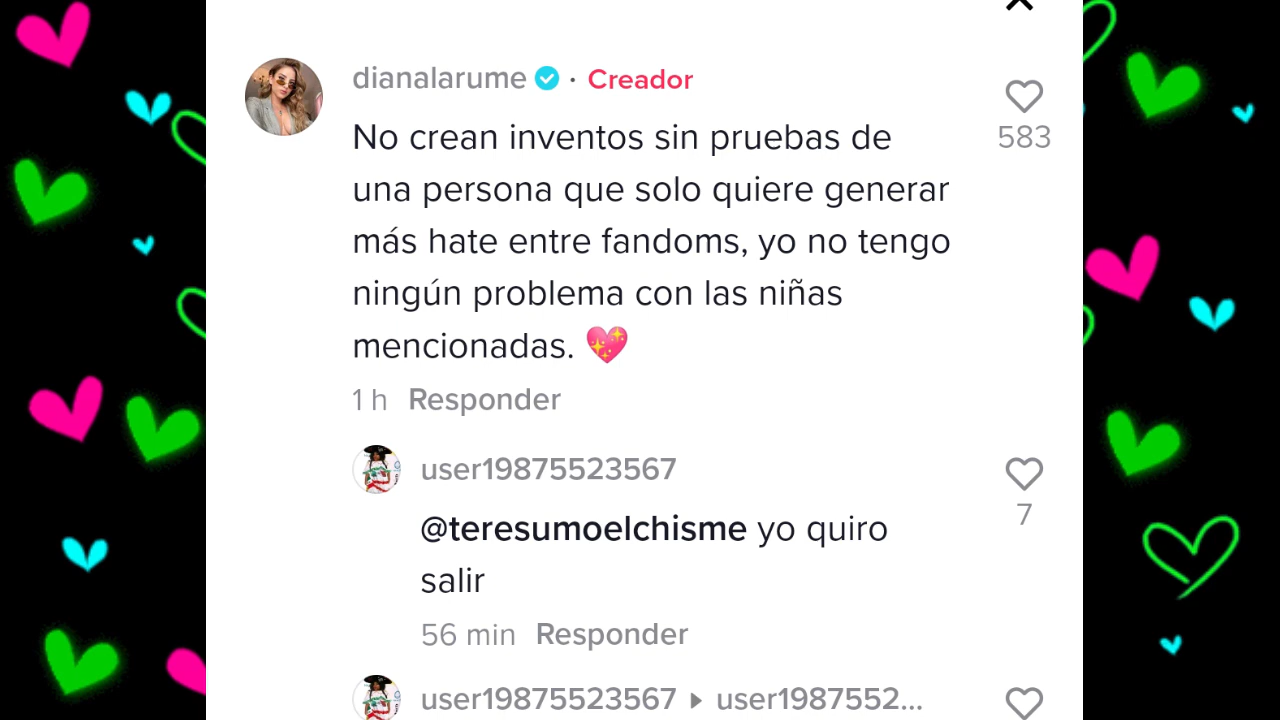 dianalarume · Creador
No crean inventos sin pruebas de
una persona que solo quiere generar
más hate entre fandoms, yo no tengo
ningún problema con las niñas
mencionadas. 💖
583
1 h Responder
user19875523567
@teresumoelchisme yo quiro
salir
7
56 min Responder
user19875523567 ▸ user1987552...